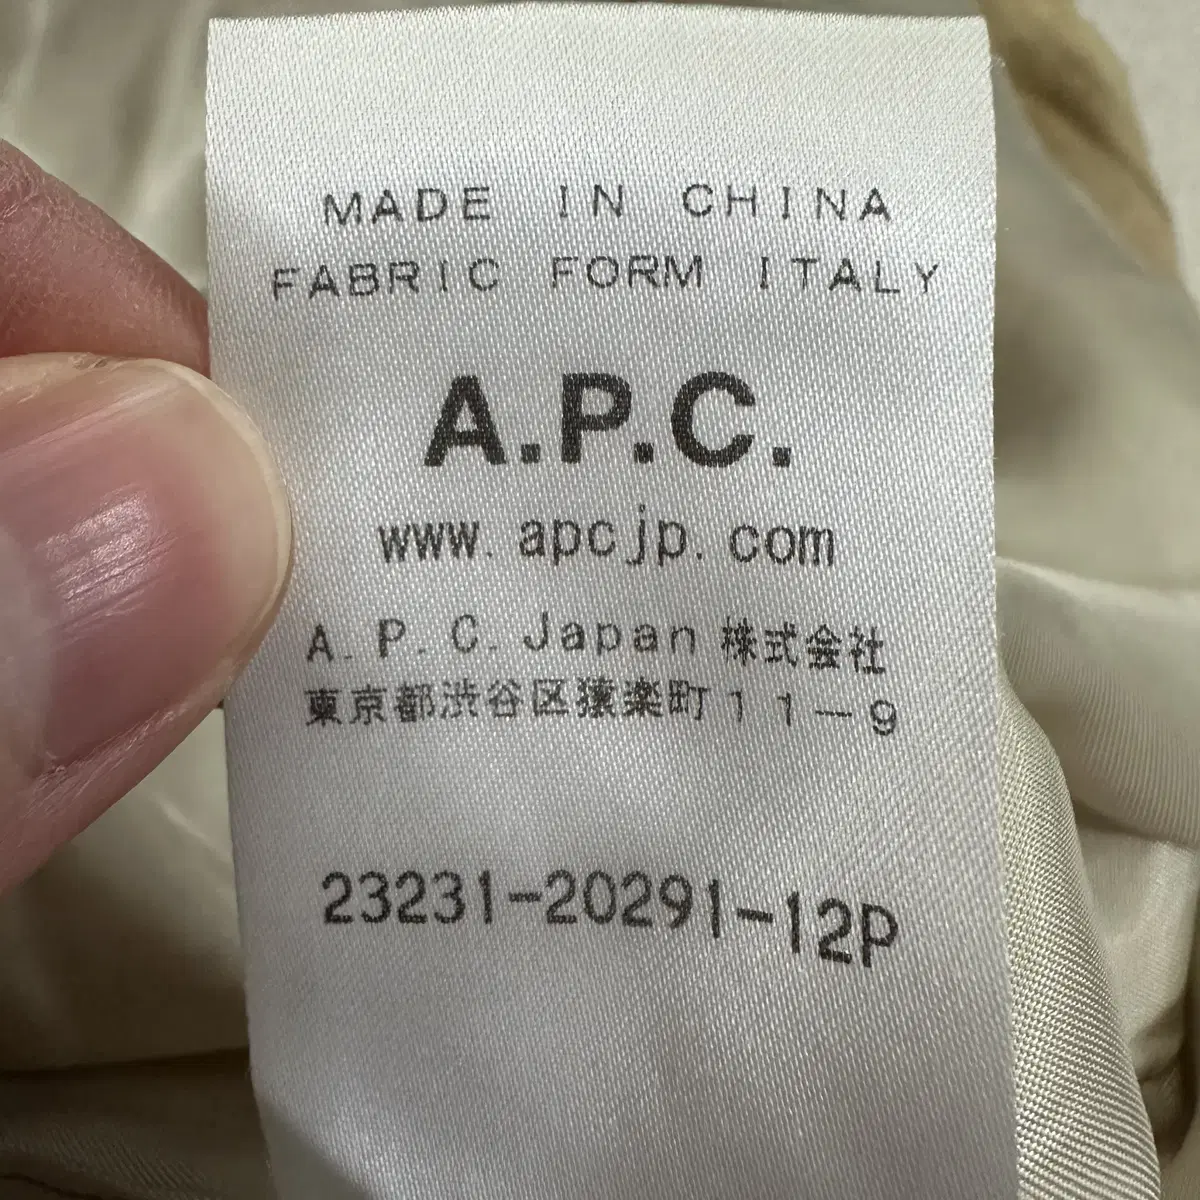 MADE IN CHINA
FABRIC FORM ITALY
A.P.C.
www.apcjp.com
A.P.C.Japan 株式会社
東京都渋谷区猿楽町11-9
23231-20291-12P